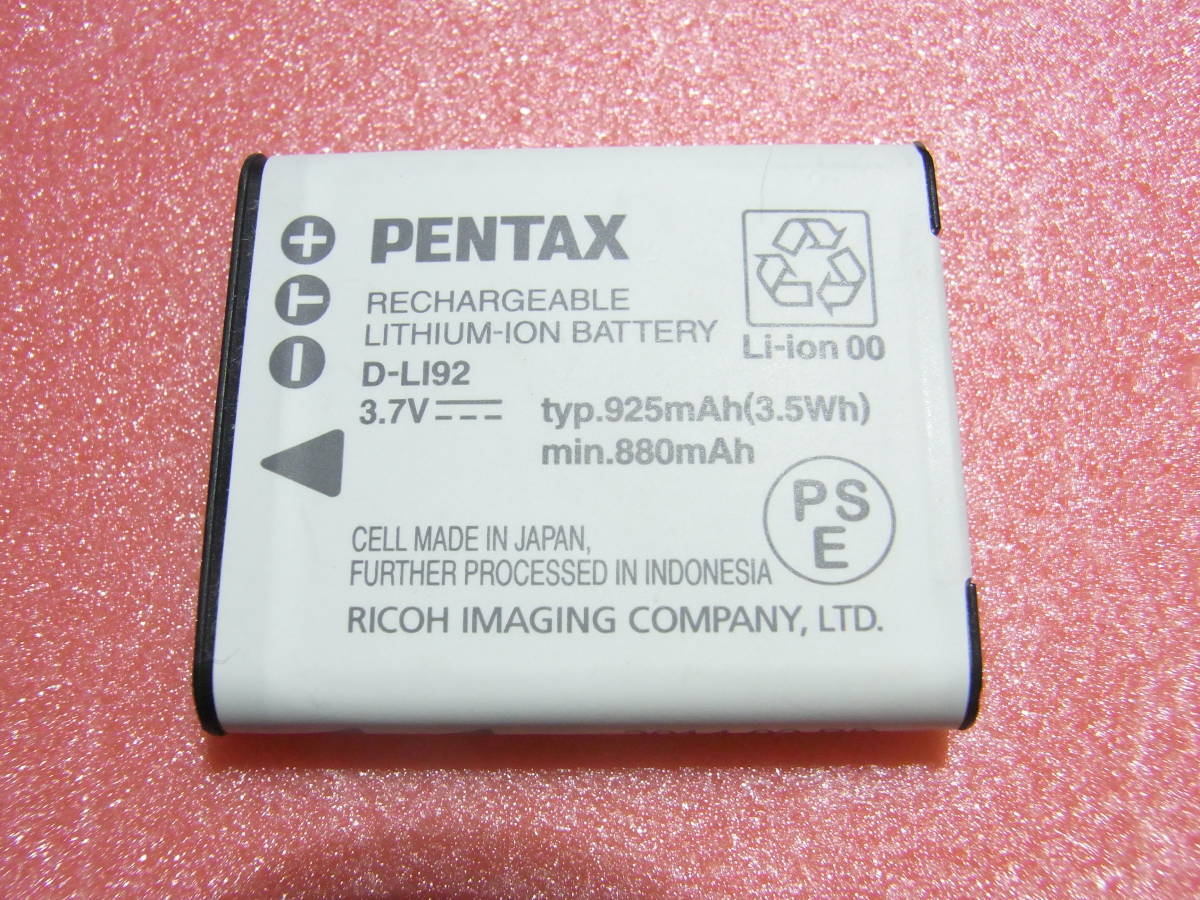 PENTAX
RECHARGEABLE
LITHIUM-ION BATTERY
D-LI92
3.7V
typ.925mAh(3.5Wh)
min.880mAh
Li-ion 00
+
T
−
PS
E
CELL MADE IN JAPAN,
FURTHER PROCESSED IN INDONESIA
RICOH IMAGING COMPANY, LTD.